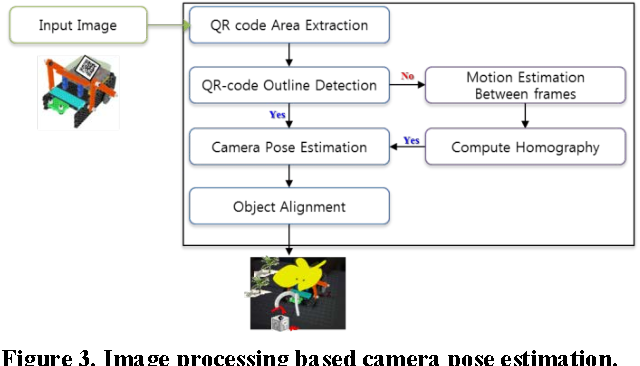 Input Image
QR code Area Extraction
QR-code Outline Detection
No
Motion Estimation
Between frames
Yes
Camera Pose Estimation
Yes
Compute Homography
Object Alignment
Figure 3. Image processing based camera pose estimation.